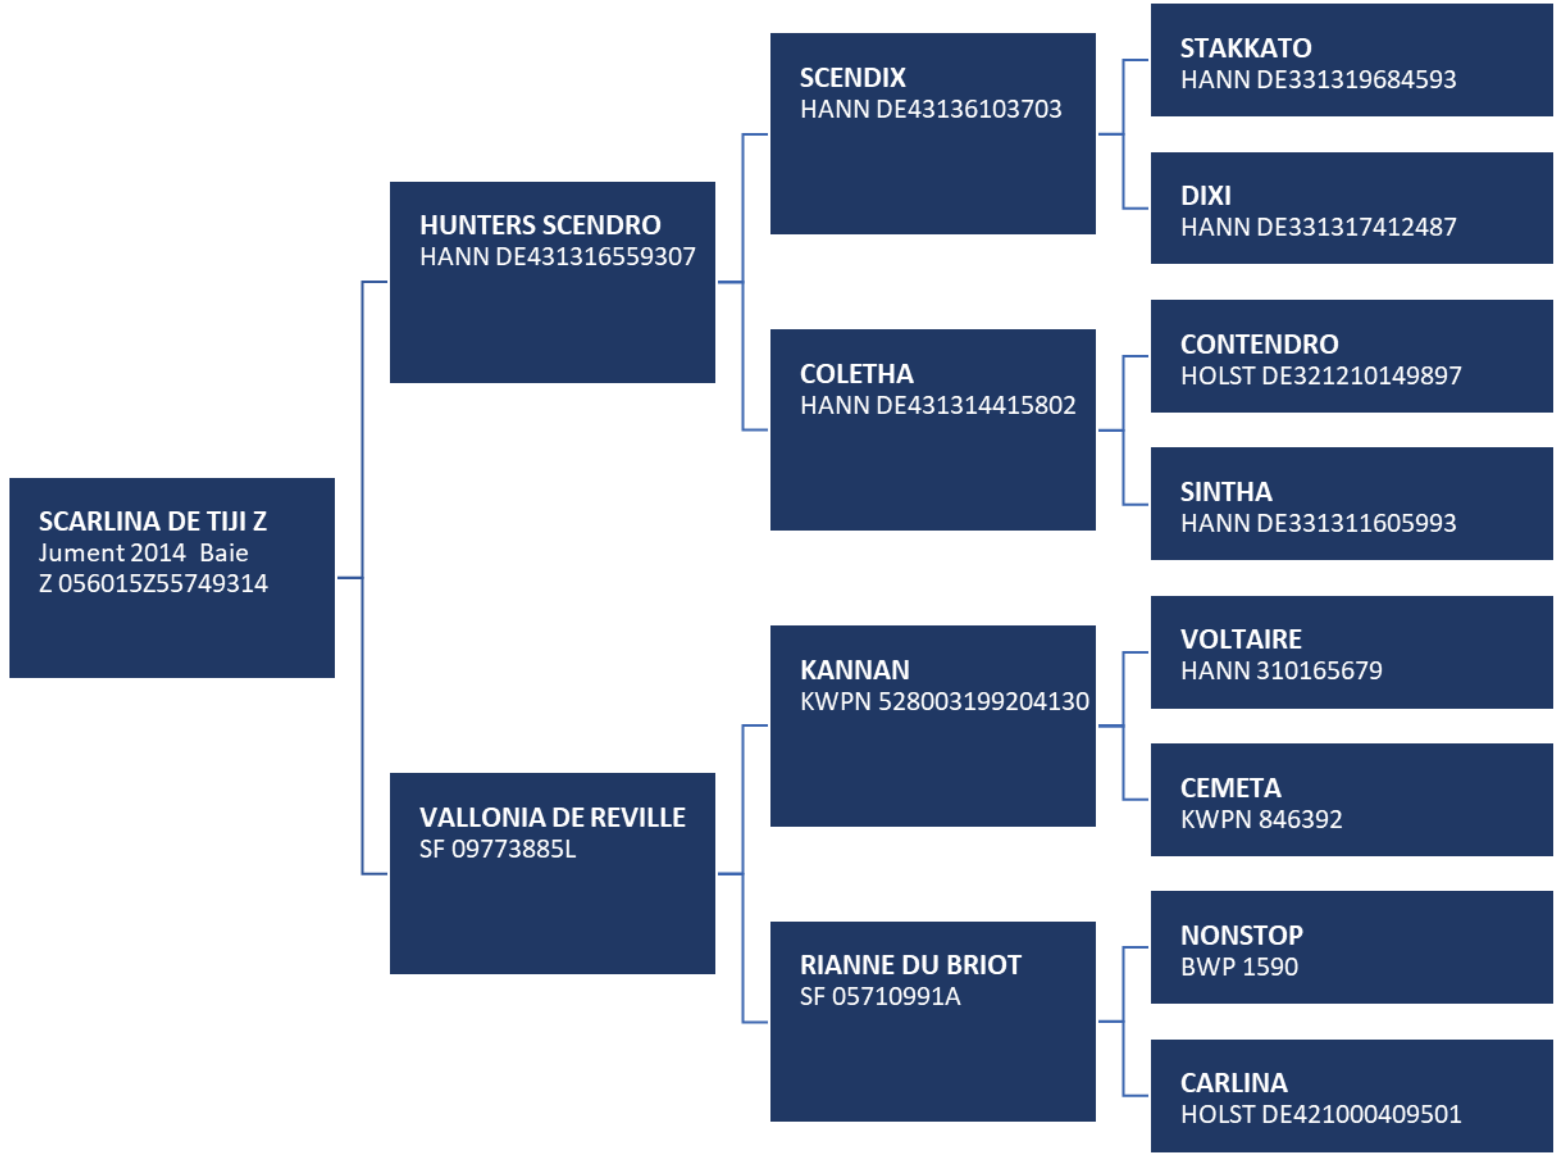 SCARLINA DE TIJI Z
Jument 2014  Baie
Z 056015Z55749314
HUNTERS SCENDRO
HANN DE431316559307
VALLONIA DE REVILLE
SF 09773885L
SCENDIX
HANN DE43136103703
COLETHA
HANN DE431314415802
KANNAN
KWPN 528003199204130
RIANNE DU BRIOT
SF 05710991A
STAKKATO
HANN DE331319684593
DIXI
HANN DE331317412487
CONTENDRO
HOLST DE321210149897
SINTHA
HANN DE331311605993
VOLTAIRE
HANN 310165679
CEMETA
KWPN 846392
NONSTOP
BWP 1590
CARLINA
HOLST DE421000409501